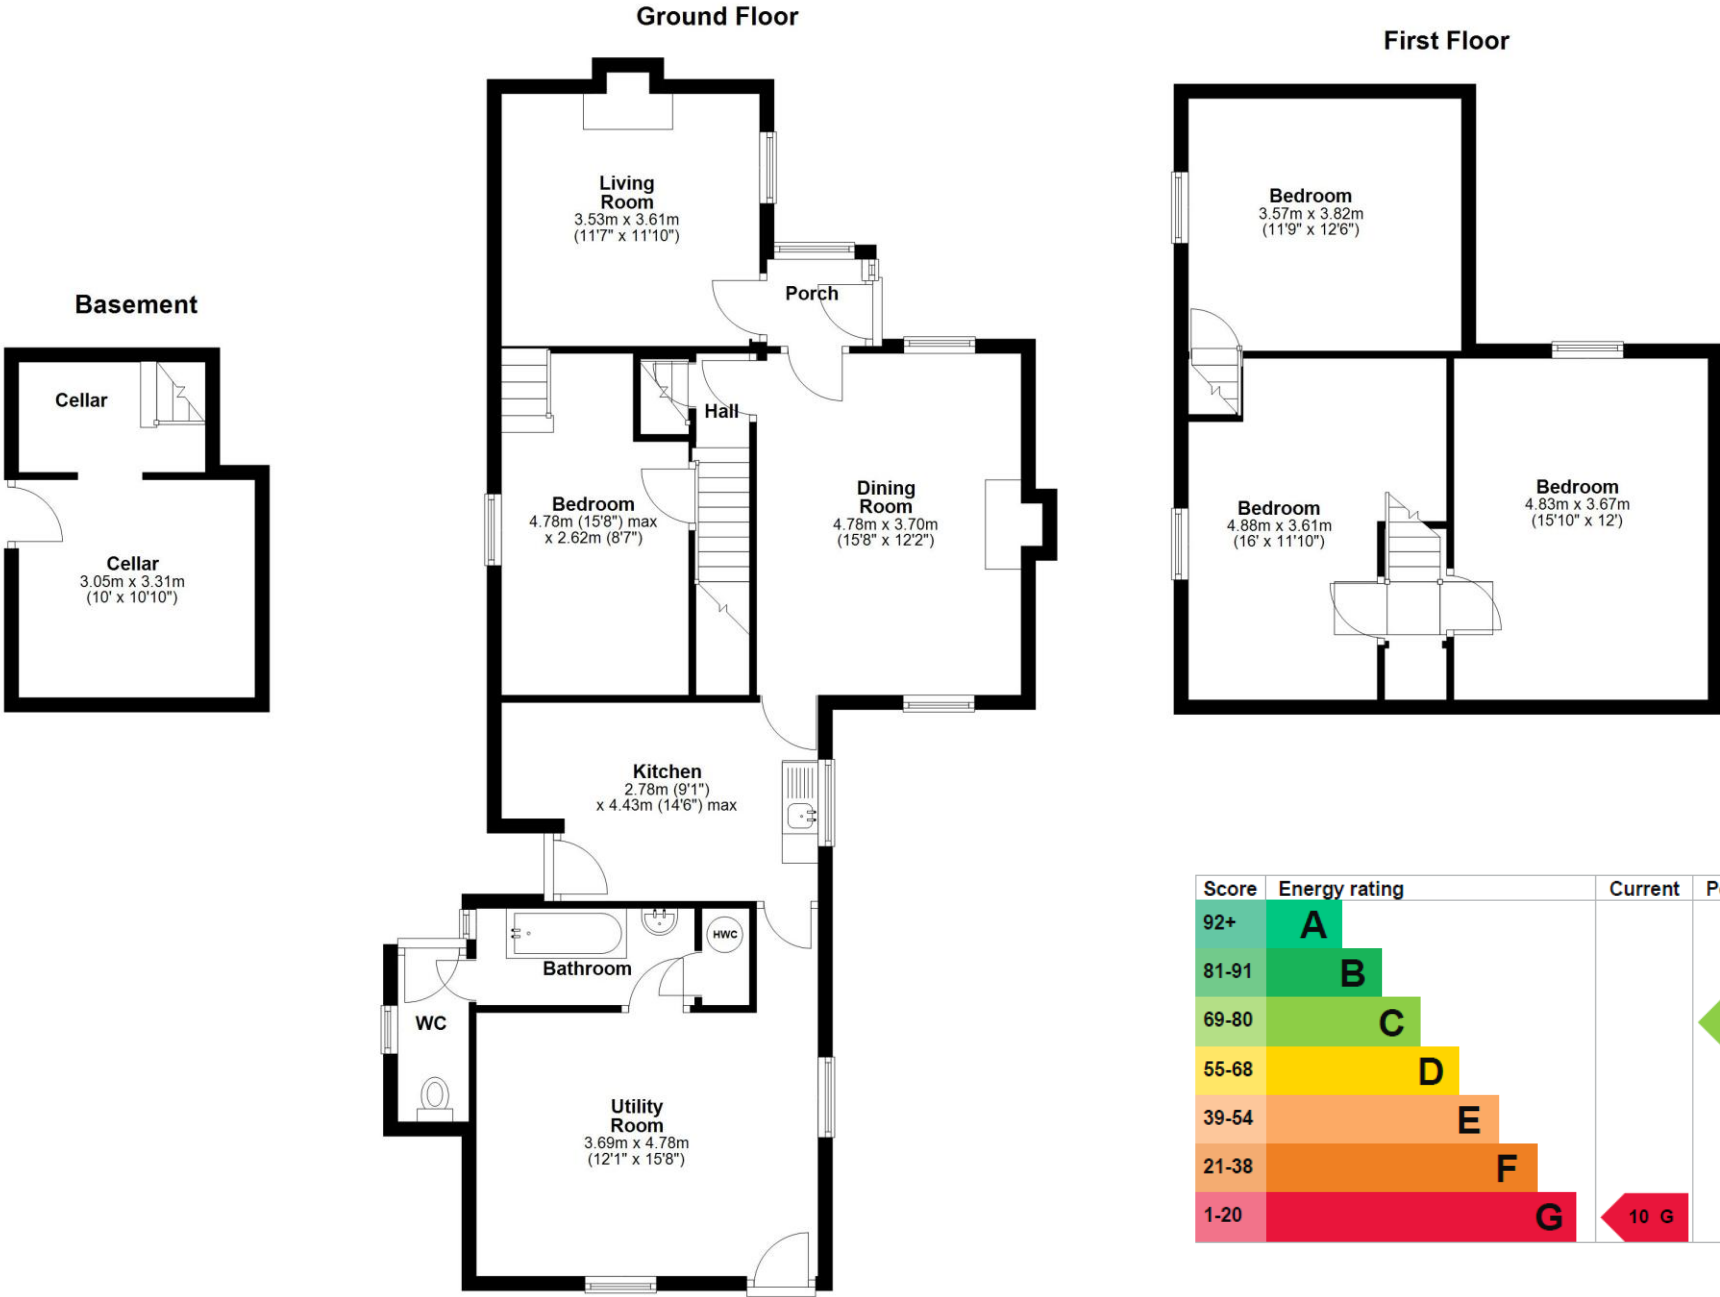 Ground Floor
First Floor
Basement
Living
Room
3.53m x 3.61m
(11'7" x 11'10")
Porch
Hall
Bedroom
4.78m (15'8") max
x 2.62m (8'7")
Dining
Room
4.78m x 3.70m
(15'8" x 12'2")
Kitchen
2.78m (9'1")
x 4.43m (14'6") max
HWC
Bathroom
WC
Utility
Room
3.69m x 4.78m
(12'1" x 15'8")
Cellar
Cellar
3.05m x 3.31m
(10' x 10'10")
Bedroom
3.57m x 3.82m
(11'9" x 12'6")
Bedroom
4.88m x 3.61m
(16' x 11'10")
Bedroom
4.83m x 3.67m
(15'10" x 12')
Score Energy rating Current
92+ A
81-91 B
69-80 C
55-68 D
39-54 E
21-38 F
1-20 G 10 G